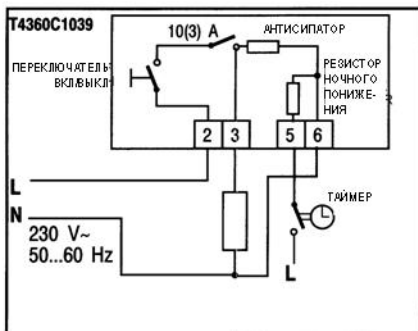 T4360C1039
10(3) A
АНТИСИПАТОР
ПЕРЕКЛЮЧАТЕЛЬ
ВКЛ/ВЫКЛ
РЕЗИСТОР
НОЧНОГО
ПОНИЖЕ-
НИЯ
2 3 5 6
L
N
230 V~
50...60 Hz
ТАЙМЕР
L